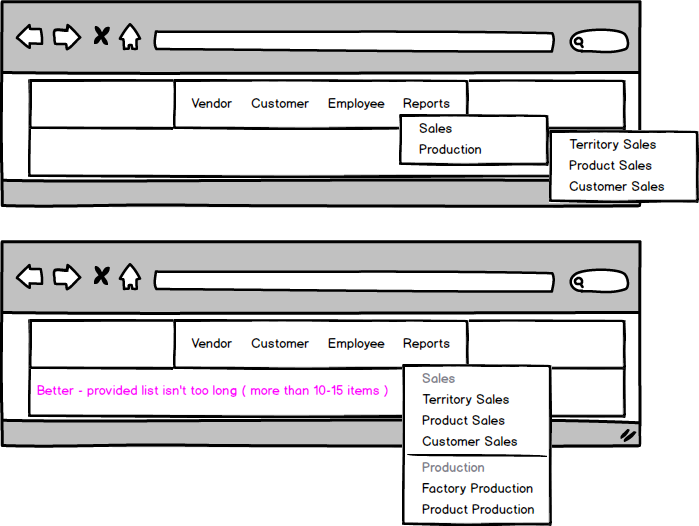 Vendor Customer Employee Reports
Sales
Production
Territory Sales
Product Sales
Customer Sales
Vendor Customer Employee Reports
Better - provided list isn't too long ( more than 10-15 items )
Sales
Territory Sales
Product Sales
Customer Sales
Production
Factory Production
Product Production